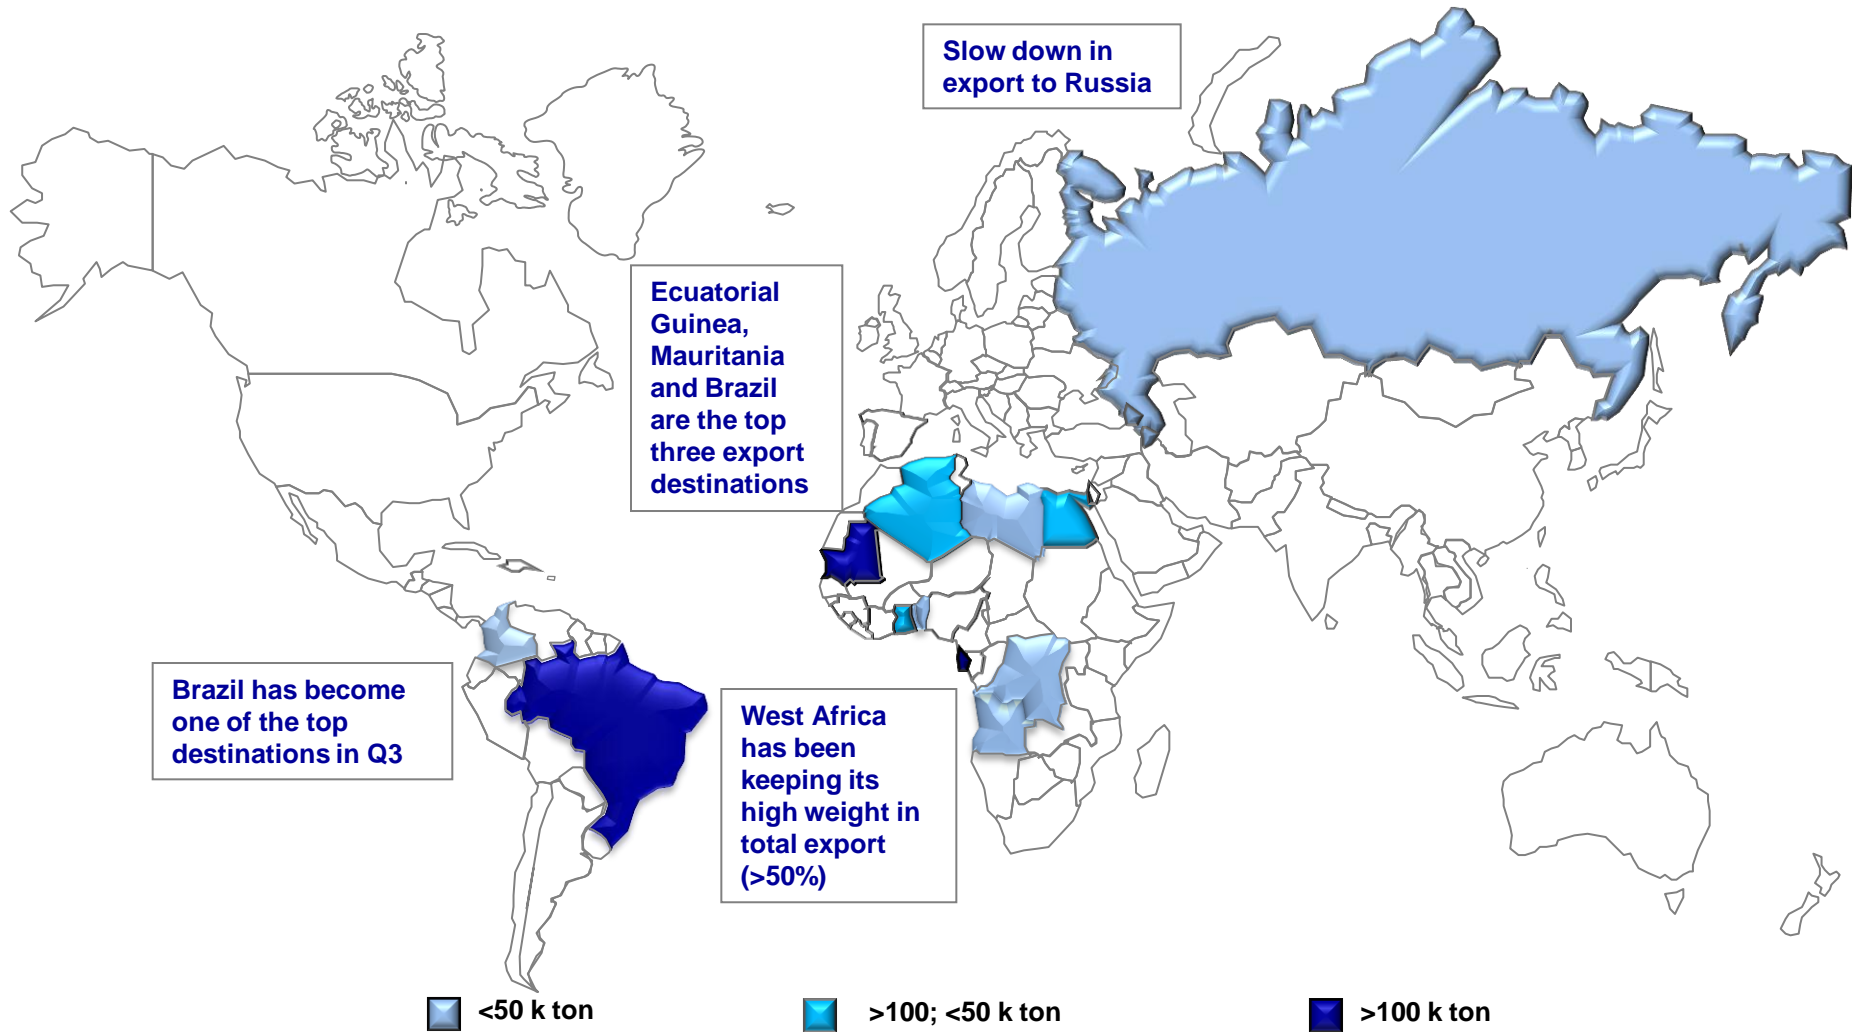 Slow down in
export to Russia
Ecuatorial
Guinea,
Mauritania
and Brazil
are the top
three export
destinations
Brazil has become
one of the top
destinations in Q3
West Africa
has been
keeping its
high weight in
total export
(>50%)
<50 k ton
>100; <50 k ton
>100 k ton